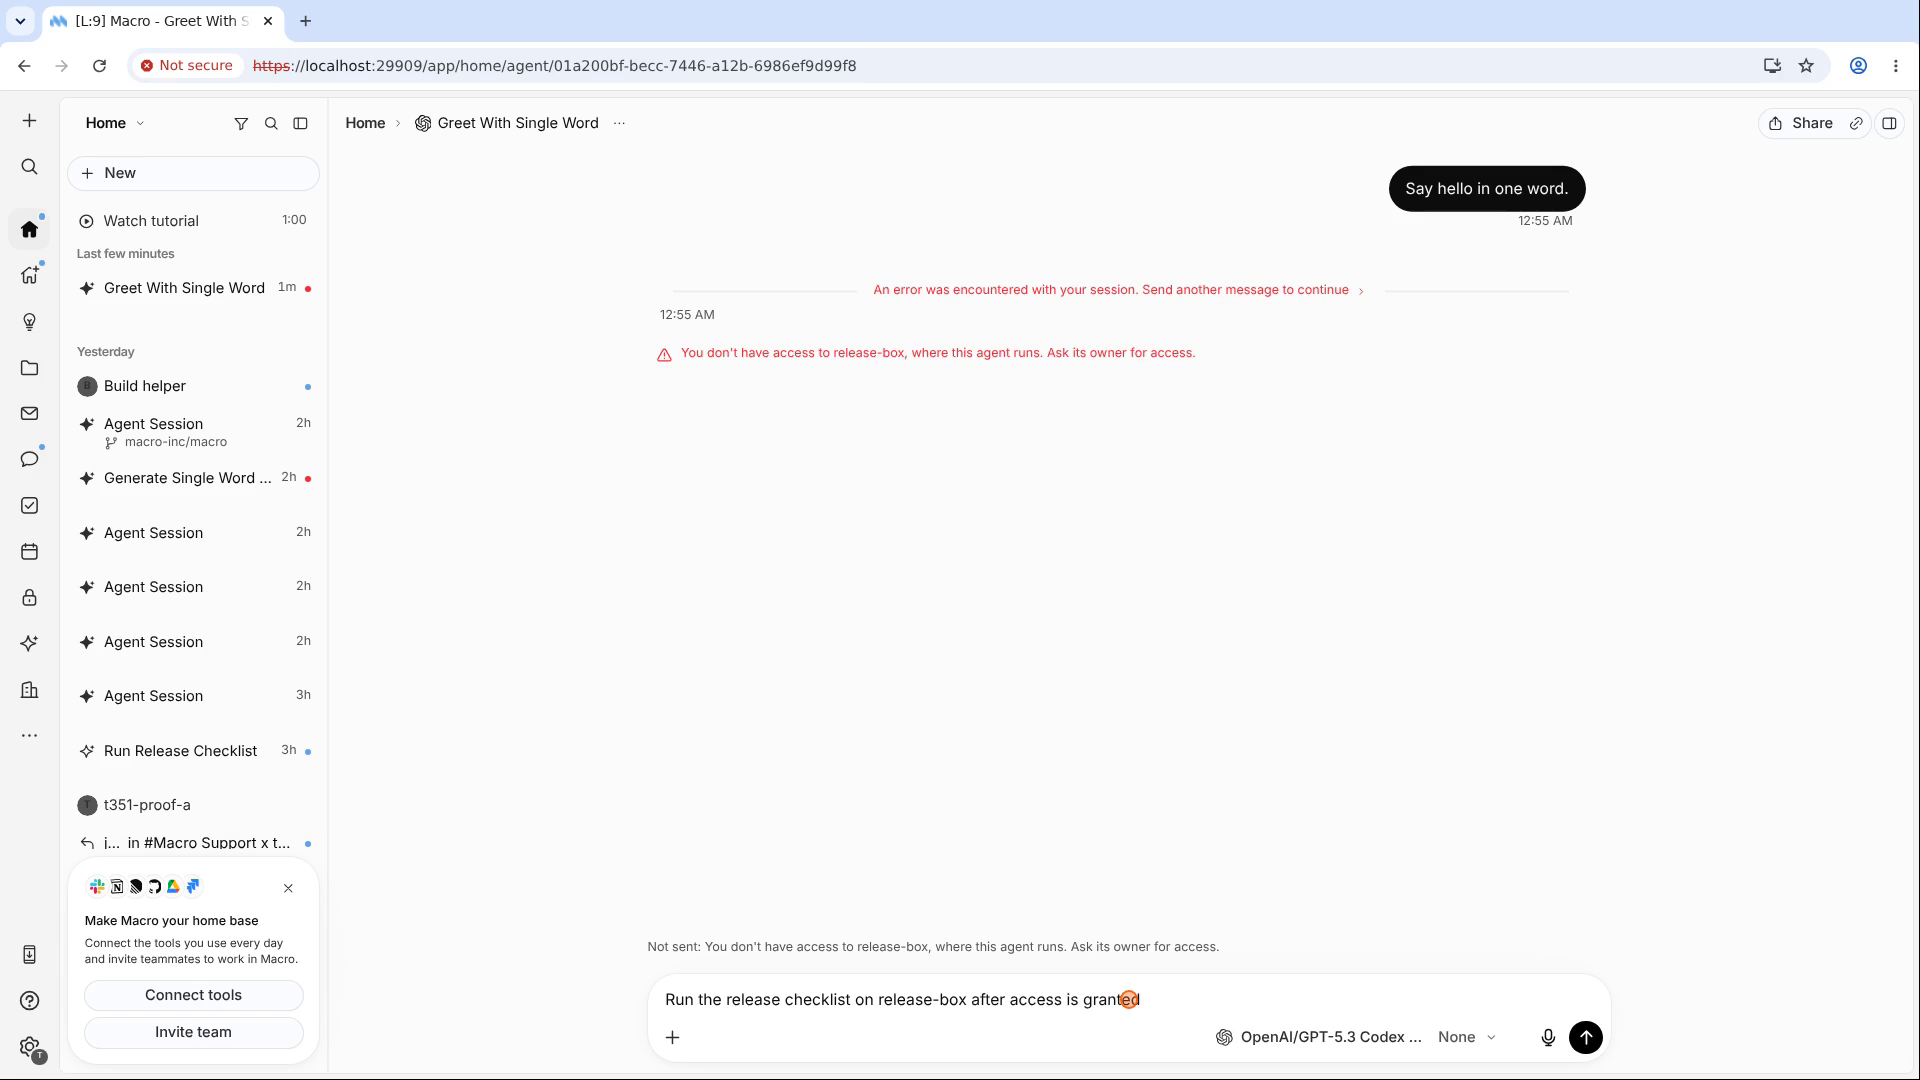 [L:9] Macro - Greet With S
Not secure
https://localhost:29909/app/home/agent/01a200bf-becc-7446-a12b-6986ef9d99f8
Home
Home
Greet With Single Word
...
Share
New
Say hello in one word.
12:55 AM
Watch tutorial
1:00
Last few minutes
Greet With Single Word
1m
An error was encountered with your session. Send another message to continue
12:55 AM
You don't have access to release-box, where this agent runs. Ask its owner for access.
Yesterday
B
Build helper
Agent Session
2h
macro-inc/macro
Generate Single Word ...
2h
Agent Session
2h
Agent Session
2h
Agent Session
2h
Agent Session
3h
Run Release Checklist
3h
T
t351-proof-a
j... in #Macro Support x t...
Make Macro your home base
Connect the tools you use every day
and invite teammates to work in Macro.
Connect tools
Invite team
T
Not sent: You don't have access to release-box, where this agent runs. Ask its owner for access.
Run the release checklist on release-box after access is granted
OpenAI/GPT-5.3 Codex ...
None